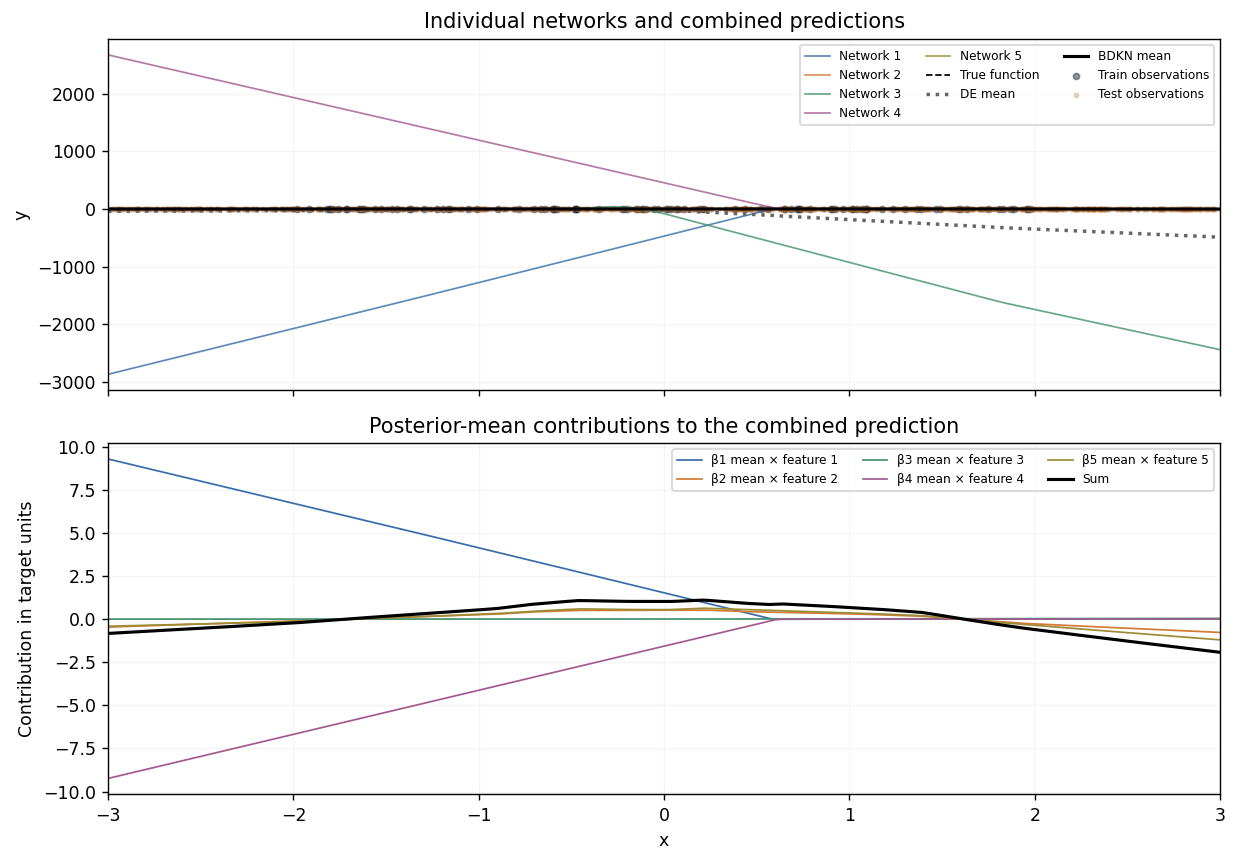 Individual networks and combined predictions
Network 1
Network 2
Network 3
Network 4
Network 5
True function
DE mean
BDKN mean
Train observations
Test observations
2000
1000
0
−1000
−2000
−3000
y
Posterior-mean contributions to the combined prediction
β1 mean × feature 1
β2 mean × feature 2
β3 mean × feature 3
β4 mean × feature 4
β5 mean × feature 5
Sum
10.0
7.5
5.0
2.5
0.0
−2.5
−5.0
−7.5
−10.0
Contribution in target units
−3 −2 −1 0 1 2 3
x